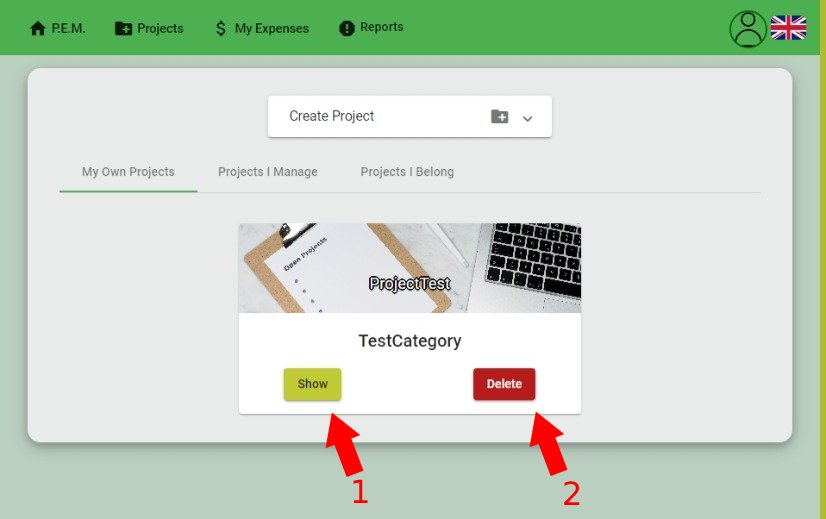 P.E.M. Projects My Expenses Reports
Create Project
My Own Projects Projects I Manage Projects I Belong
Open Projects
ProjectTest
TestCategory
Show Delete
1 2